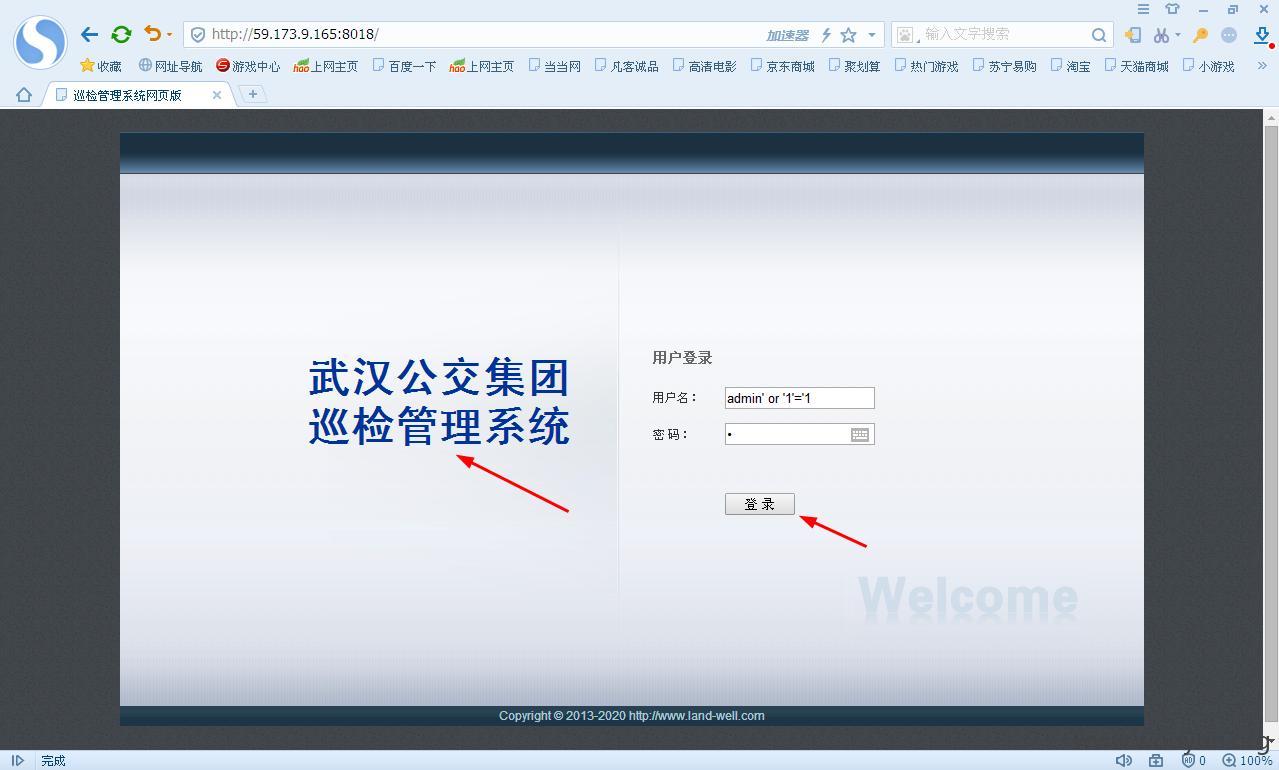 http://59.173.9.165:8018/
加速器
输入文字搜索
收藏 网址导航 游戏中心 上网主页 百度一下 上网主页 当当网 凡客诚品 高清电影 京东商城 聚划算 热门游戏 苏宁易购 淘宝 天猫商城 小游戏
巡检管理系统网页版
武汉公交集团
巡检管理系统
用户登录
用户名： admin' or '1'='1
密码：
登录
Welcome
Copyright © 2013-2020 http://www.land-well.com
完成
0
100%